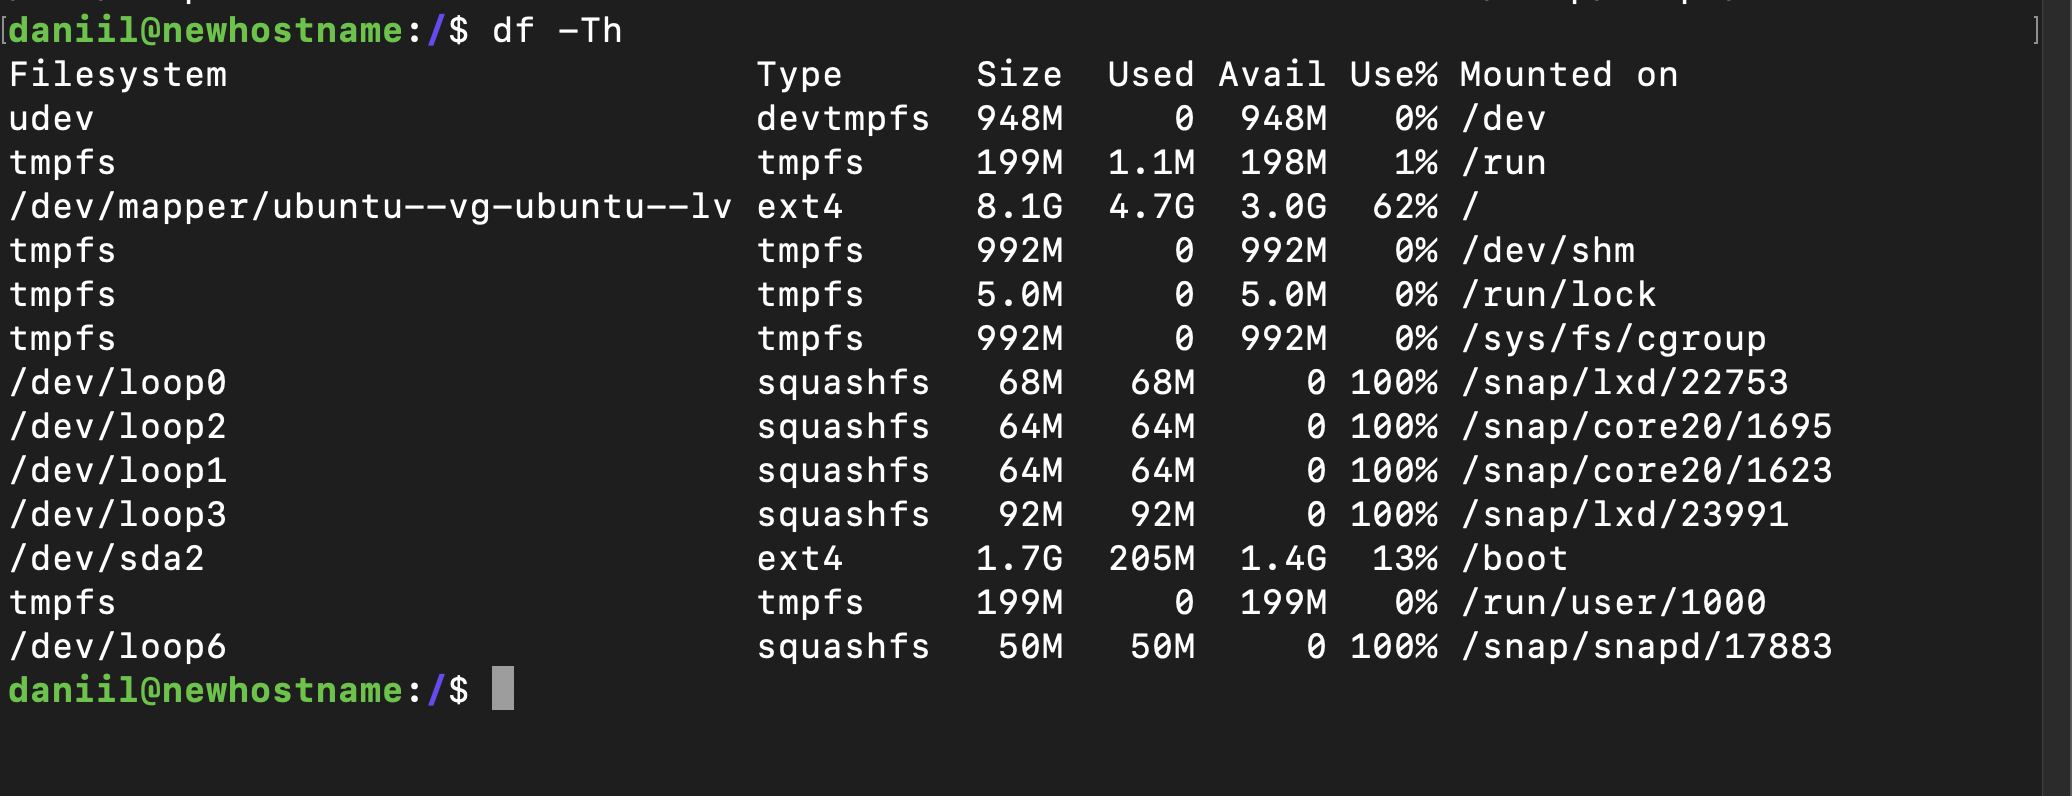 [daniil@newhostname:/$ df -Th ]
Filesystem Type Size Used Avail Use% Mounted on
udev devtmpfs 948M 0 948M 0% /dev
tmpfs tmpfs 199M 1.1M 198M 1% /run
/dev/mapper/ubuntu--vg-ubuntu--lv ext4 8.1G 4.7G 3.0G 62% /
tmpfs tmpfs 992M 0 992M 0% /dev/shm
tmpfs tmpfs 5.0M 0 5.0M 0% /run/lock
tmpfs tmpfs 992M 0 992M 0% /sys/fs/cgroup
/dev/loop0 squashfs 68M 68M 0 100% /snap/lxd/22753
/dev/loop2 squashfs 64M 64M 0 100% /snap/core20/1695
/dev/loop1 squashfs 64M 64M 0 100% /snap/core20/1623
/dev/loop3 squashfs 92M 92M 0 100% /snap/lxd/23991
/dev/sda2 ext4 1.7G 205M 1.4G 13% /boot
tmpfs tmpfs 199M 0 199M 0% /run/user/1000
/dev/loop6 squashfs 50M 50M 0 100% /snap/snapd/17883
daniil@newhostname:/$